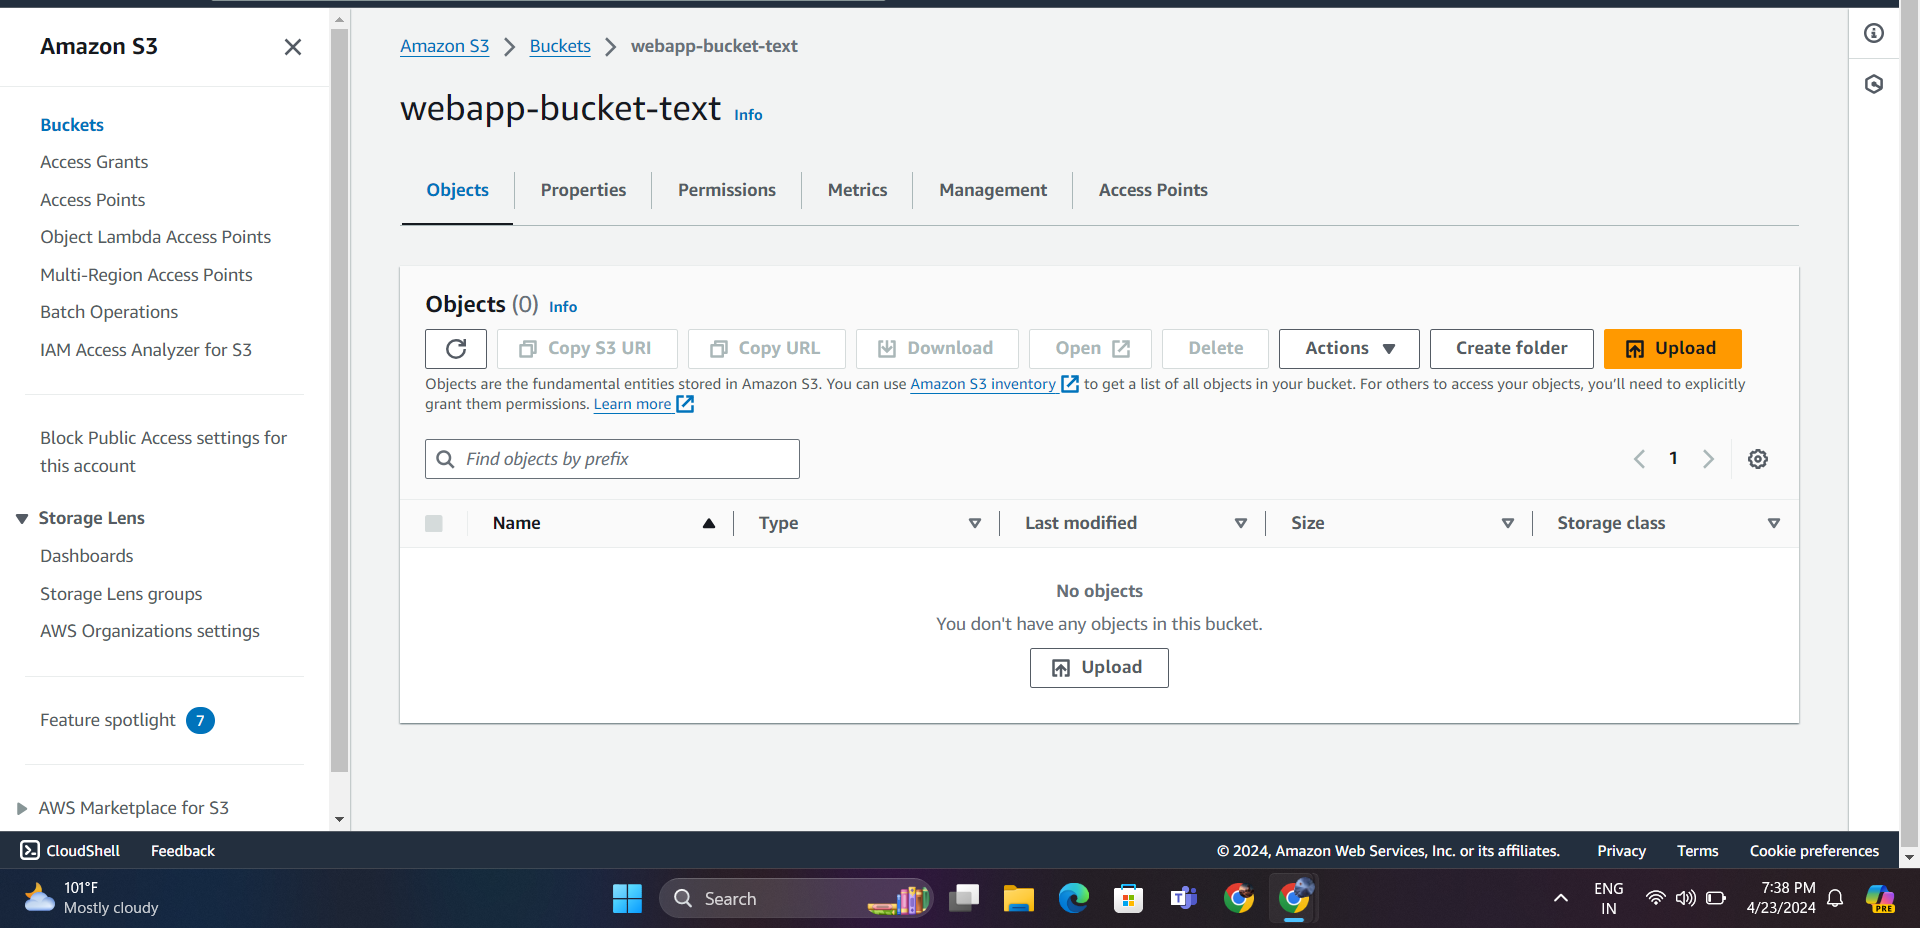 Amazon S3
Buckets
Access Grants
Access Points
Object Lambda Access Points
Multi-Region Access Points
Batch Operations
IAM Access Analyzer for S3
Block Public Access settings for
this account
Storage Lens
Dashboards
Storage Lens groups
AWS Organizations settings
Feature spotlight 7
AWS Marketplace for S3
Amazon S3 Buckets webapp-bucket-text
webapp-bucket-text Info
Objects Properties Permissions Metrics Management Access Points
Objects (0) Info
Copy S3 URI Copy URL Download Open Delete Actions Create folder Upload
Objects are the fundamental entities stored in Amazon S3. You can use Amazon S3 inventory to get a list of all objects in your bucket. For others to access your objects, you'll need to explicitly
grant them permissions. Learn more
Find objects by prefix
1
Name Type Last modified Size Storage class
No objects
You don't have any objects in this bucket.
Upload
CloudShell Feedback © 2024, Amazon Web Services, Inc. or its affiliates. Privacy Terms Cookie preferences
101°F
Mostly cloudy
Search
ENG
IN
7:38 PM
4/23/2024
PRE